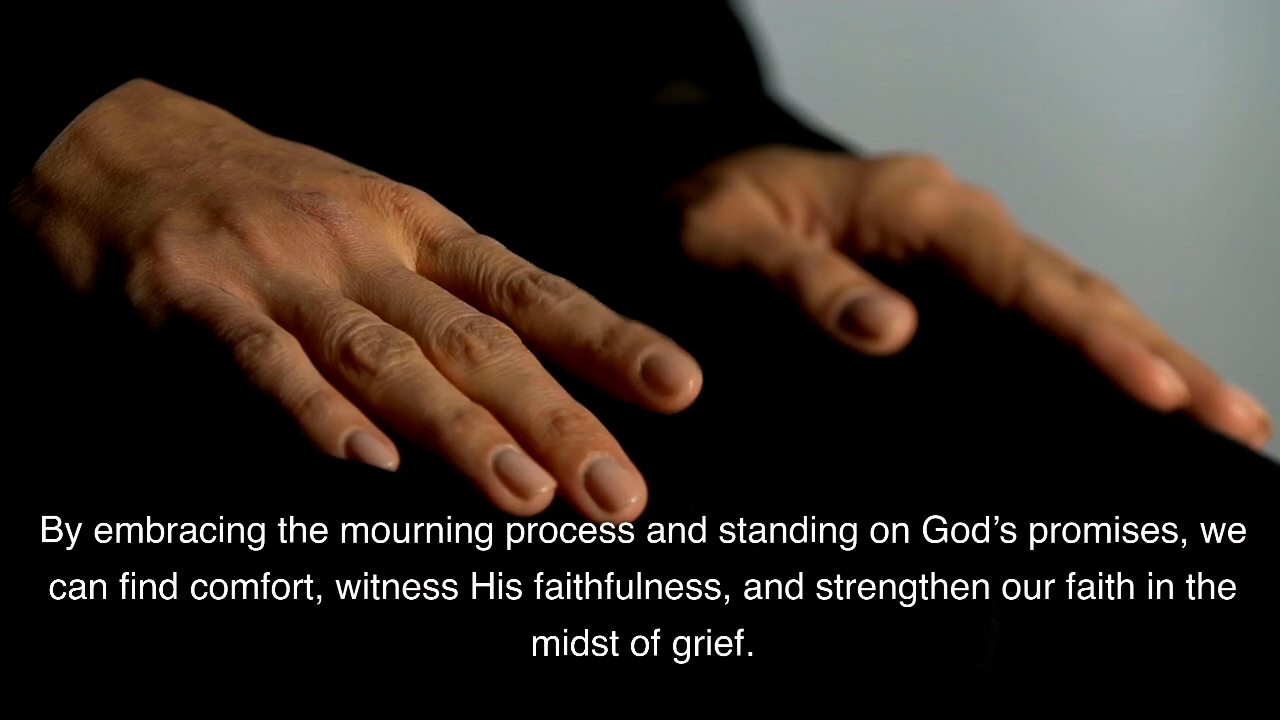 By embracing the mourning process and standing on God’s promises, we
can find comfort, witness His faithfulness, and strengthen our faith in the
midst of grief.